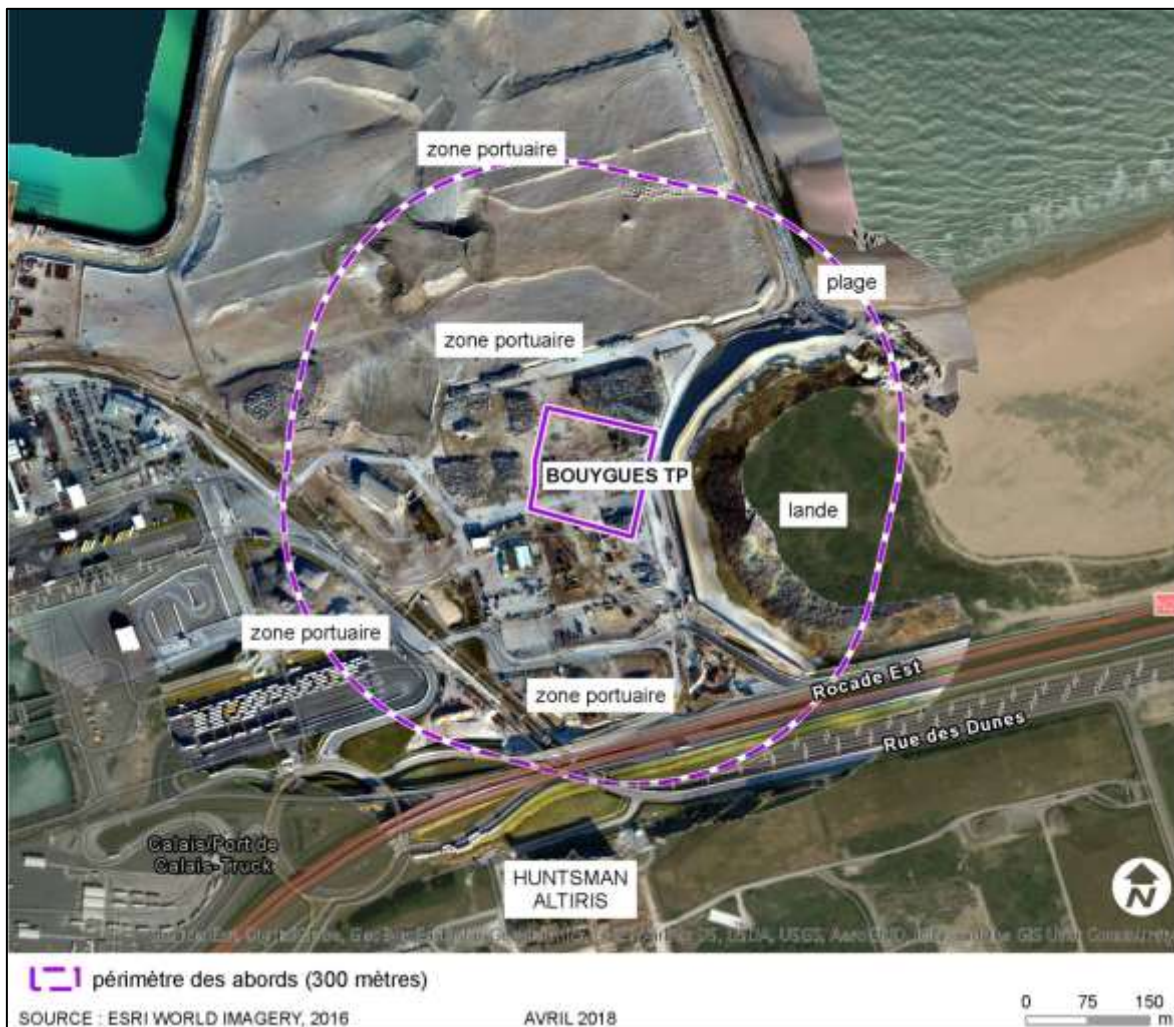 zone portuaire
plage
zone portuaire
BOUYGUES TP
lande
zone portuaire
zone portuaire
Rocade Est
Rue des Dunes
Calais/Port de
Calais-Truck
HUNTSMAN
ALTIRIS
N
USDA, USGS,
périmètre des abords (300 mètres)
0 75 150
m
SOURCE : ESRI WORLD IMAGERY, 2016 AVRIL 2018